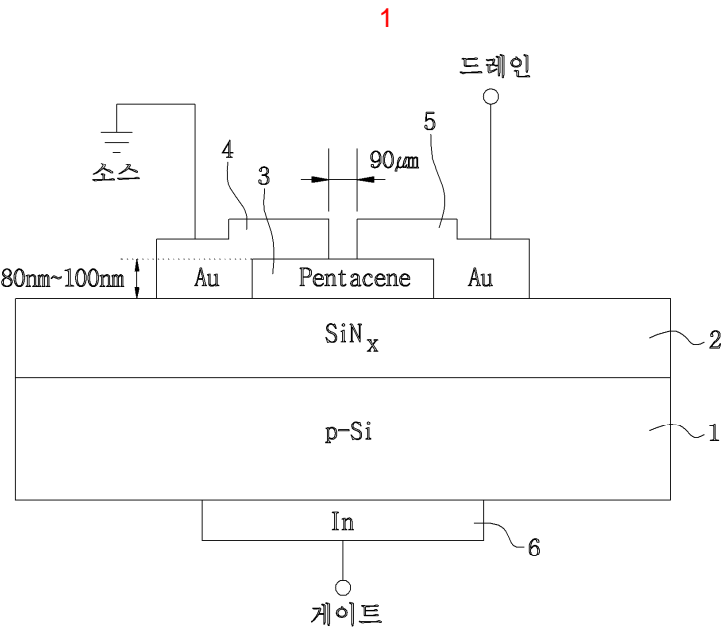 1
드레인
소스
4
3
90μm
5
80nm~100nm
Au
Pentacene
Au
SiNx
2
p-Si
1
In
6
게이트